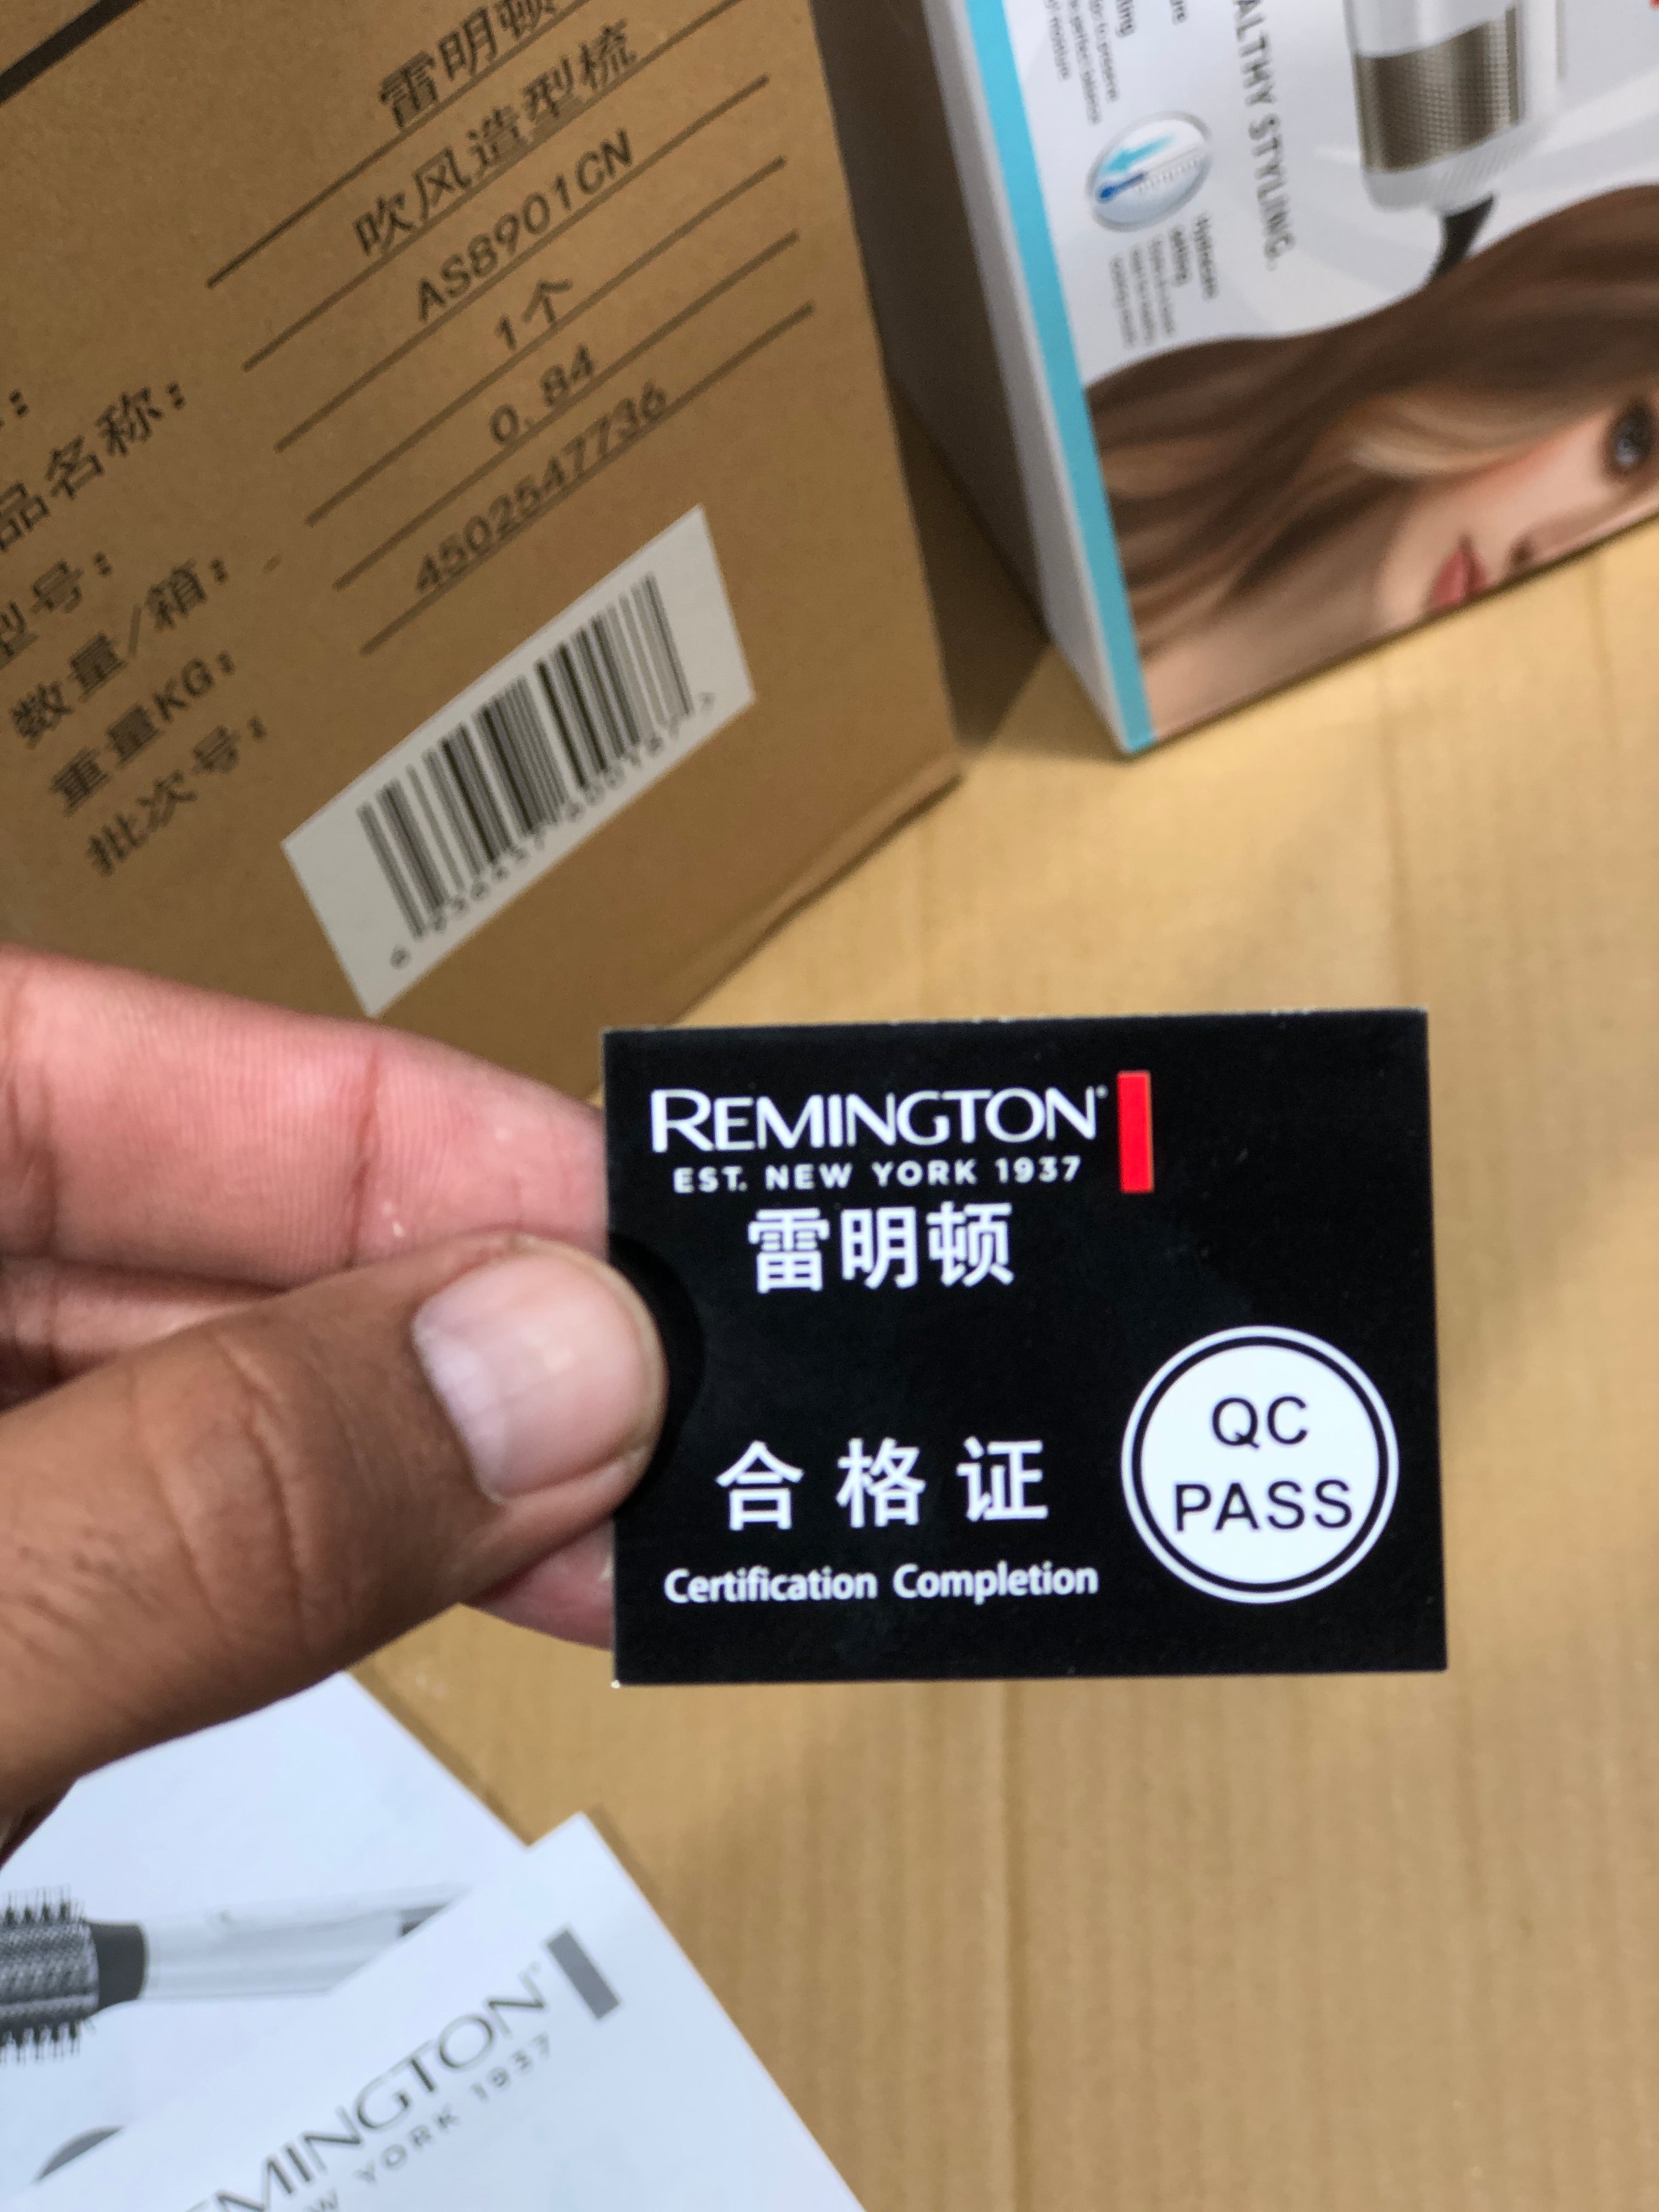 雷明顿
吹风造型梳
AS8901CN
1个
0.84
4502547736
品名称：
型号：
数量/箱：
重量KG：
批次号：
ALTHY STYLING.
REMINGTON
EST. NEW YORK 1937
雷明顿
合格证
Certification Completion
QC
PASS
EMINGTON
YORK 1937